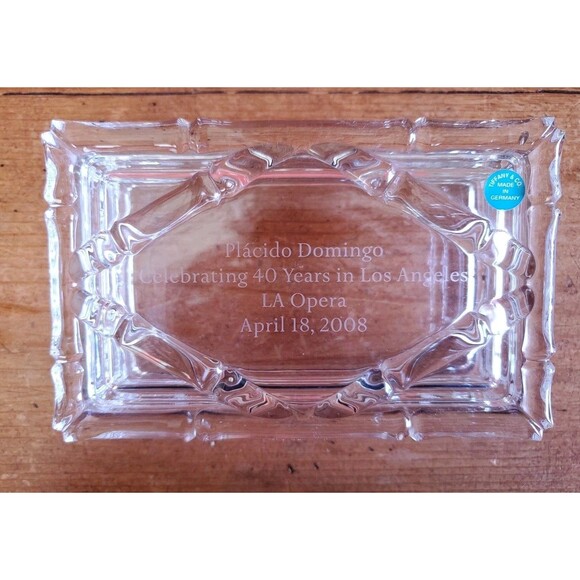 Plácido Domingo
Celebrating 40 Years in Los Angeles
LA Opera
April 18, 2008
TIFFANY & CO.
MADE
IN
GERMANY